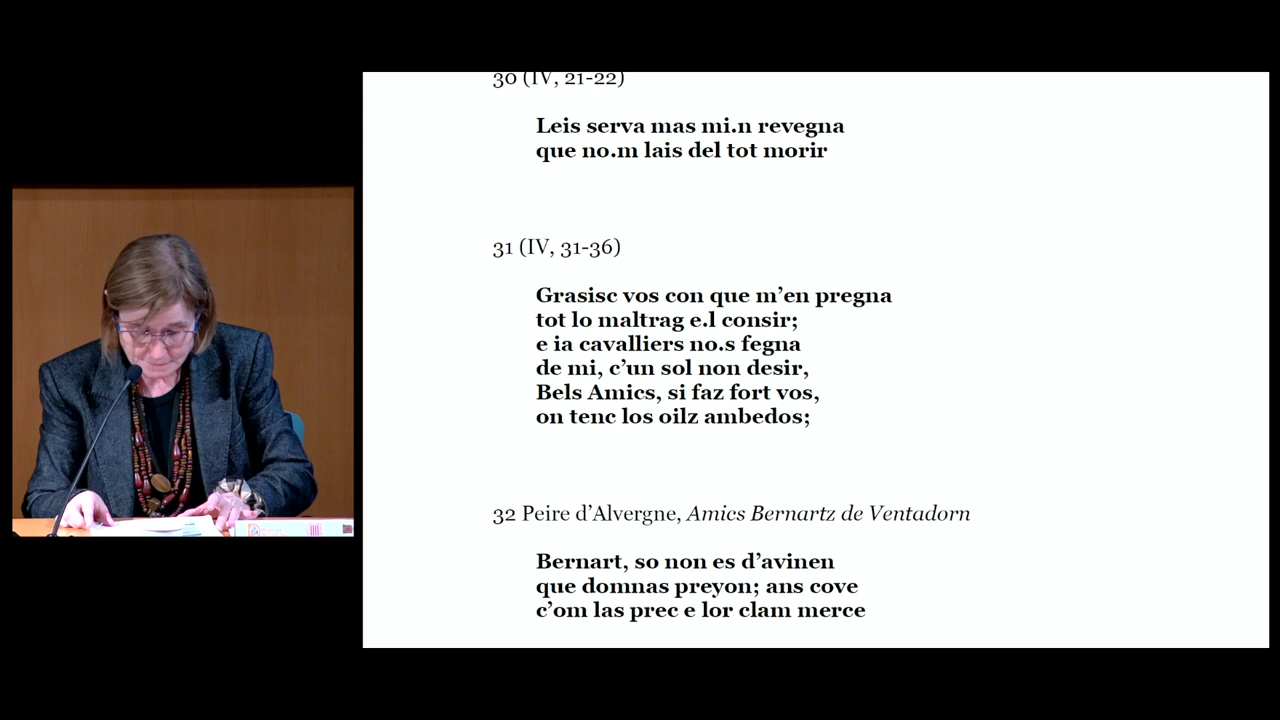 30 (IV, 21-22)
Leis serva mas mi.n revegna
que no.m lais del tot morir
31 (IV, 31-36)
Grasisc vos con que m’en pregna
tot lo maltrag e.l consir;
e ia cavalliers no.s fegna
de mi, c’un sol non desir,
Bels Amics, si faz fort vos,
on tenc los oilz ambedos;
32 Peire d’Alvergne, Amics Bernartz de Ventadorn
Bernart, so non es d’avinen
que domnas preyon; ans cove
c’om las prec e lor clam merce